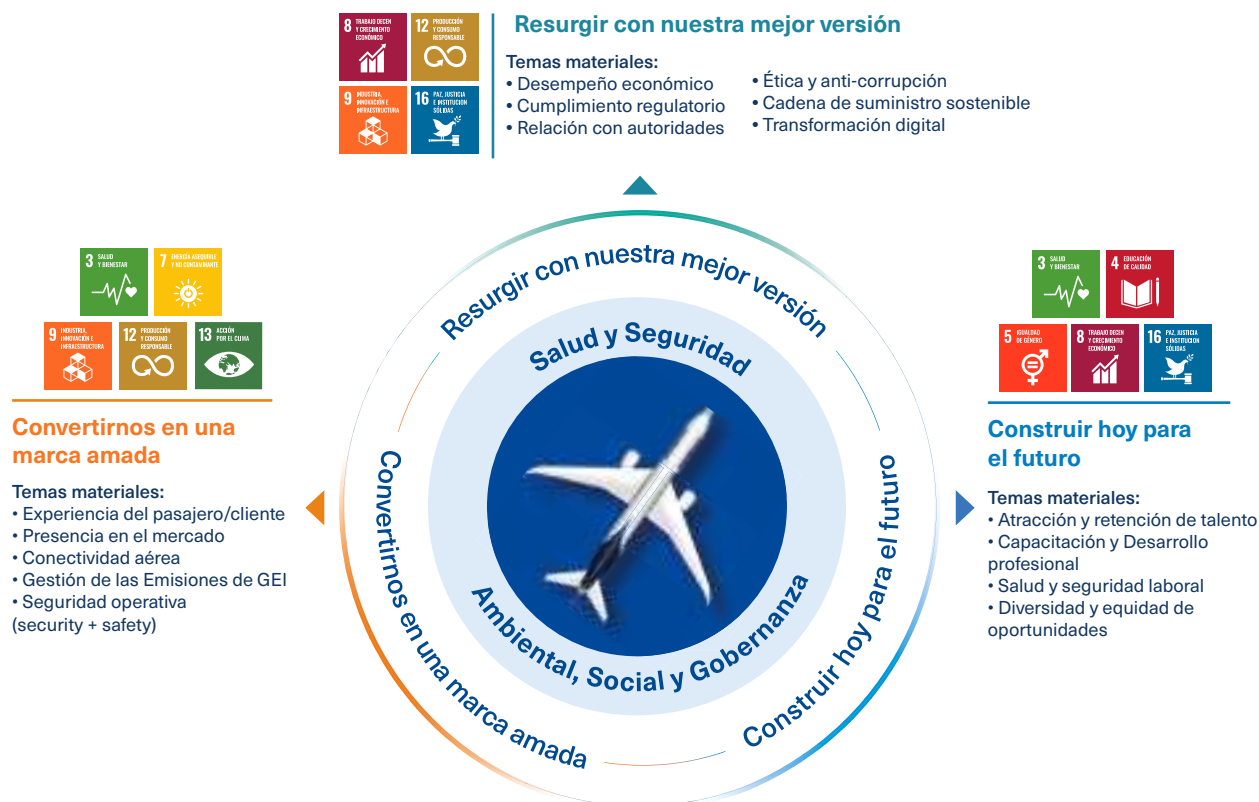 8 TRABAJO DECEN
Y CRECIMIENTO
ECONÓMICO
12 PRODUCCIÓN
Y CONSUMO
RESPONSABLE
9 INDUSTRIA,
INNOVACIÓN E
INFRAESTRUCTURA
16 PAZ, JUSTICIA
E INSTITUCION
SÓLIDAS
Resurgir con nuestra mejor versión
Temas materiales:
• Desempeño económico
• Cumplimiento regulatorio
• Relación con autoridades
• Ética y anti-corrupción
• Cadena de suministro sostenible
• Transformación digital
3 SALUD
Y BIENESTAR
7 ENERGÍA ASEQUIBLE
Y NO CONTAMINANTE
9 INDUSTRIA,
INNOVACIÓN E
INFRAESTRUCTURA
12 PRODUCCIÓN
Y CONSUMO
RESPONSABLE
13 ACCIÓN
POR EL CLIMA
Convertirnos en una
marca amada
Temas materiales:
• Experiencia del pasajero/cliente
• Presencia en el mercado
• Conectividad aérea
• Gestión de las Emisiones de GEI
• Seguridad operativa
(security + safety)
Resurgir con nuestra mejor versión
Salud y Seguridad
Convertirnos en una marca amada
Ambiental, Social y Gobernanza
Construir hoy para el futuro
3 SALUD
Y BIENESTAR
4 EDUCACIÓN
DE CALIDAD
5 IGUALDAD
DE GÉNERO
8 TRABAJO DECEN
Y CRECIMIENTO
ECONÓMICO
16 PAZ, JUSTICIA
E INSTITUCION
SÓLIDAS
Construir hoy para
el futuro
Temas materiales:
• Atracción y retención de talento
• Capacitación y Desarrollo
profesional
• Salud y seguridad laboral
• Diversidad y equidad de
oportunidades